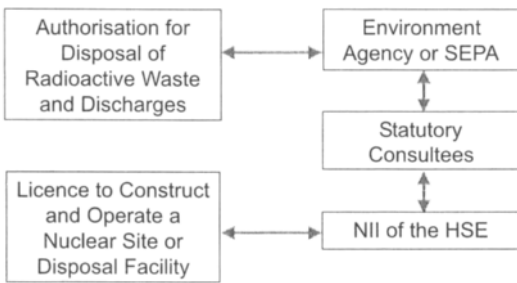 Authorisation for
Disposal of
Radioactive Waste
and Discharges
Environment
Agency or SEPA
Statutory
Consultees
Licence to Construct
and Operate a
Nuclear Site or
Disposal Facility
NII of the HSE